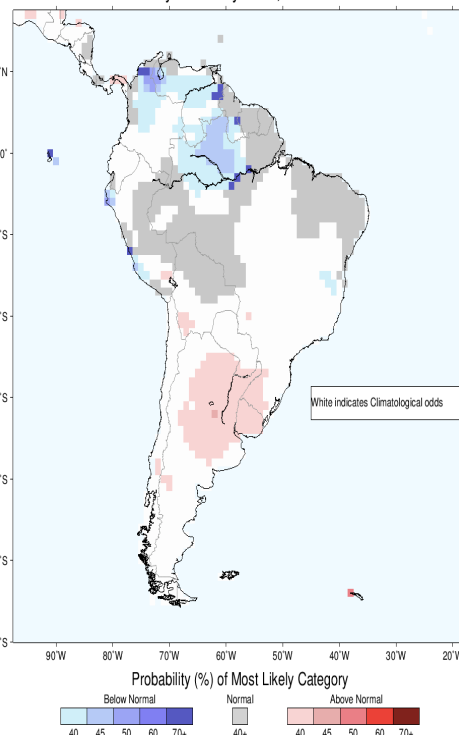 °N
0°
°S
°S
°S
°S
°S
°S
White indicates Climatological odds
90°W 80°W 70°W 60°W 50°W 40°W 30°W 20°W
Probability (%) of Most Likely Category
Below Normal Normal Above Normal
40 45 50 60 70+ 40+ 40 45 50 60 70+